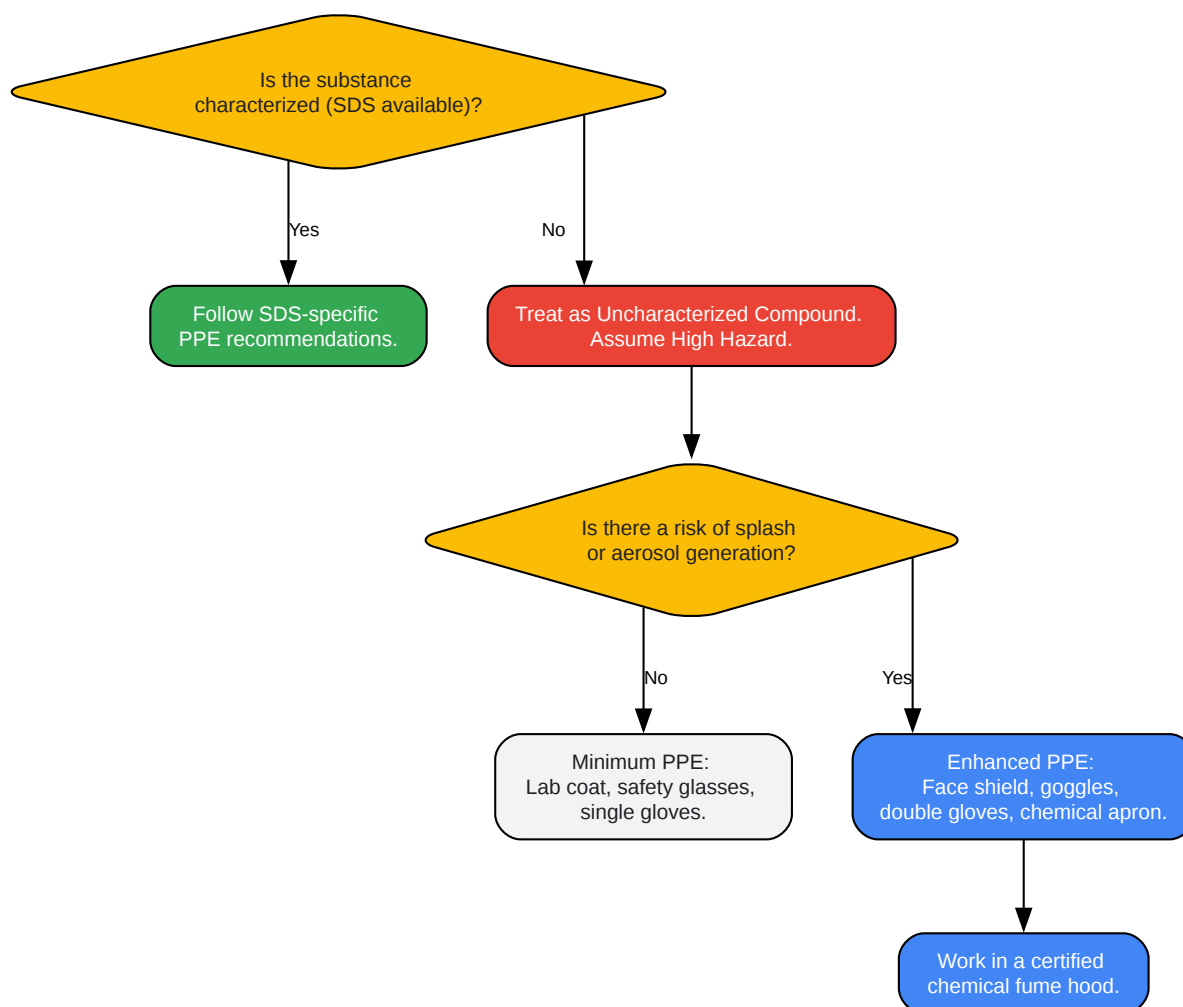 Is the substance
characterized (SDS available)?
Yes
No
Follow SDS-specific
PPE recommendations.
Treat as Uncharacterized Compound.
Assume High Hazard.
Is there a risk of splash
or aerosol generation?
No
Yes
Minimum PPE:
Lab coat, safety glasses,
single gloves.
Enhanced PPE:
Face shield, goggles,
double gloves, chemical apron.
Work in a certified
chemical fume hood.